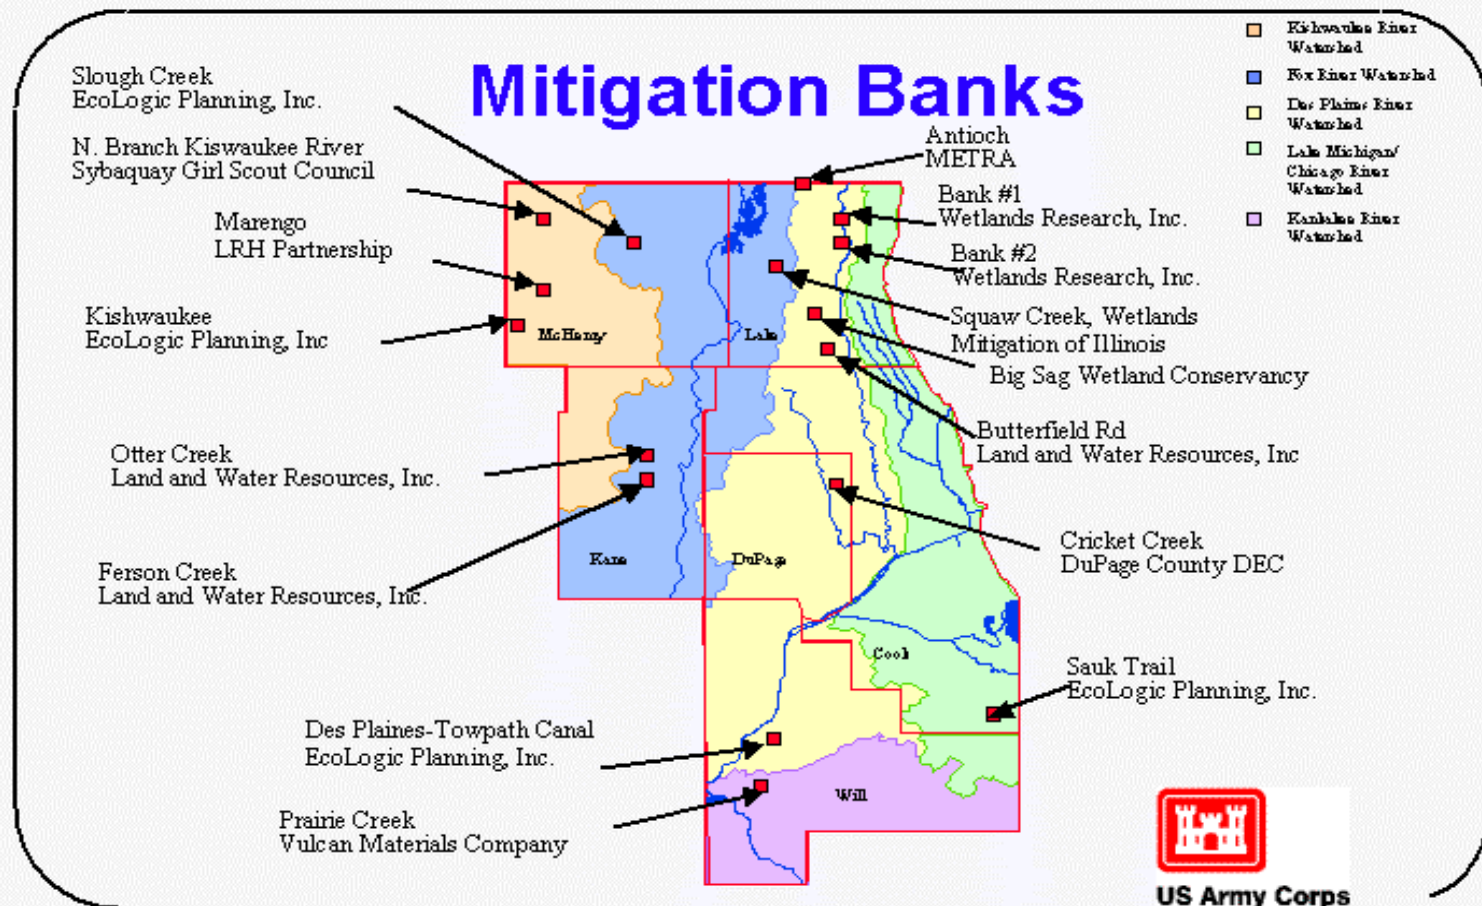 Mitigation Banks
Kishwaukee River
Watershed
Fox River Watershed
Des Plaines River
Watershed
Lake Michigan/
Chicago River
Watershed
Kankakee River
Watershed
Slough Creek
EcoLogic Planning, Inc.
N. Branch Kiswaukee River
Sybaquay Girl Scout Council
Marengo
LRH Partnership
Kishwaukee
EcoLogic Planning, Inc
Otter Creek
Land and Water Resources, Inc.
Ferson Creek
Land and Water Resources, Inc.
Des Plaines-Towpath Canal
EcoLogic Planning, Inc.
Prairie Creek
Vulcan Materials Company
Antioch
METRA
Bank #1
Wetlands Research, Inc.
Bank #2
Wetlands Research, Inc.
Squaw Creek, Wetlands
Mitigation of Illinois
Big Sag Wetland Conservancy
Butterfield Rd
Land and Water Resources, Inc
Cricket Creek
DuPage County DEC
Sauk Trail
EcoLogic Planning, Inc.
McHenry
Lake
Kane
DuPage
Cook
Will
US Army Corps